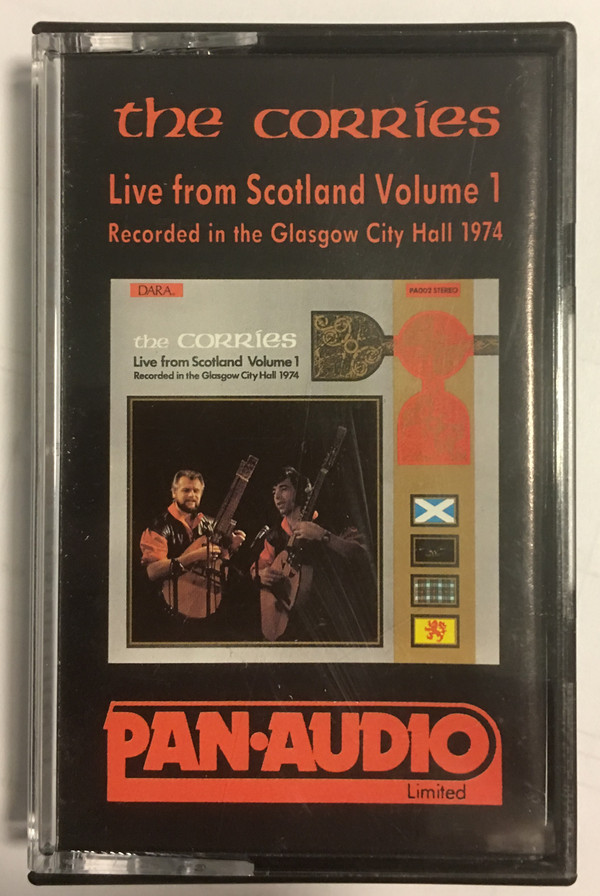 the corries
Live from Scotland Volume 1
Recorded in the Glasgow City Hall 1974
DARA
PA002 STEREO
the corries
Live from Scotland Volume 1
Recorded in the Glasgow City Hall 1974
PAN·AUDIO
Limited